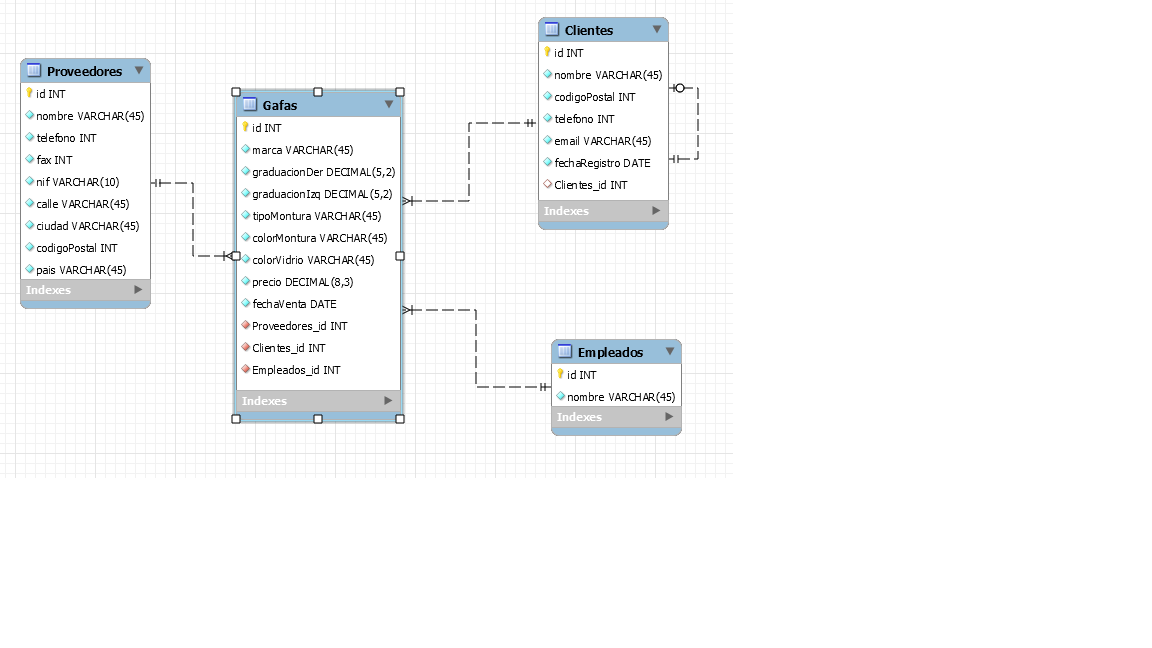 Proveedores
id INT
nombre VARCHAR(45)
telefono INT
fax INT
nif VARCHAR(10)
calle VARCHAR(45)
ciudad VARCHAR(45)
codigoPostal INT
pais VARCHAR(45)
Indexes
Gafas
id INT
marca VARCHAR(45)
graduacionDer DECIMAL(5,2)
graduacionIzq DECIMAL(5,2)
tipoMontura VARCHAR(45)
colorMontura VARCHAR(45)
colorVidrio VARCHAR(45)
precio DECIMAL(8,3)
fechaVenta DATE
Proveedores_id INT
Clientes_id INT
Empleados_id INT
Indexes
Clientes
id INT
nombre VARCHAR(45)
codigoPostal INT
telefono INT
email VARCHAR(45)
fechaRegistro DATE
Clientes_id INT
Indexes
Empleados
id INT
nombre VARCHAR(45)
Indexes